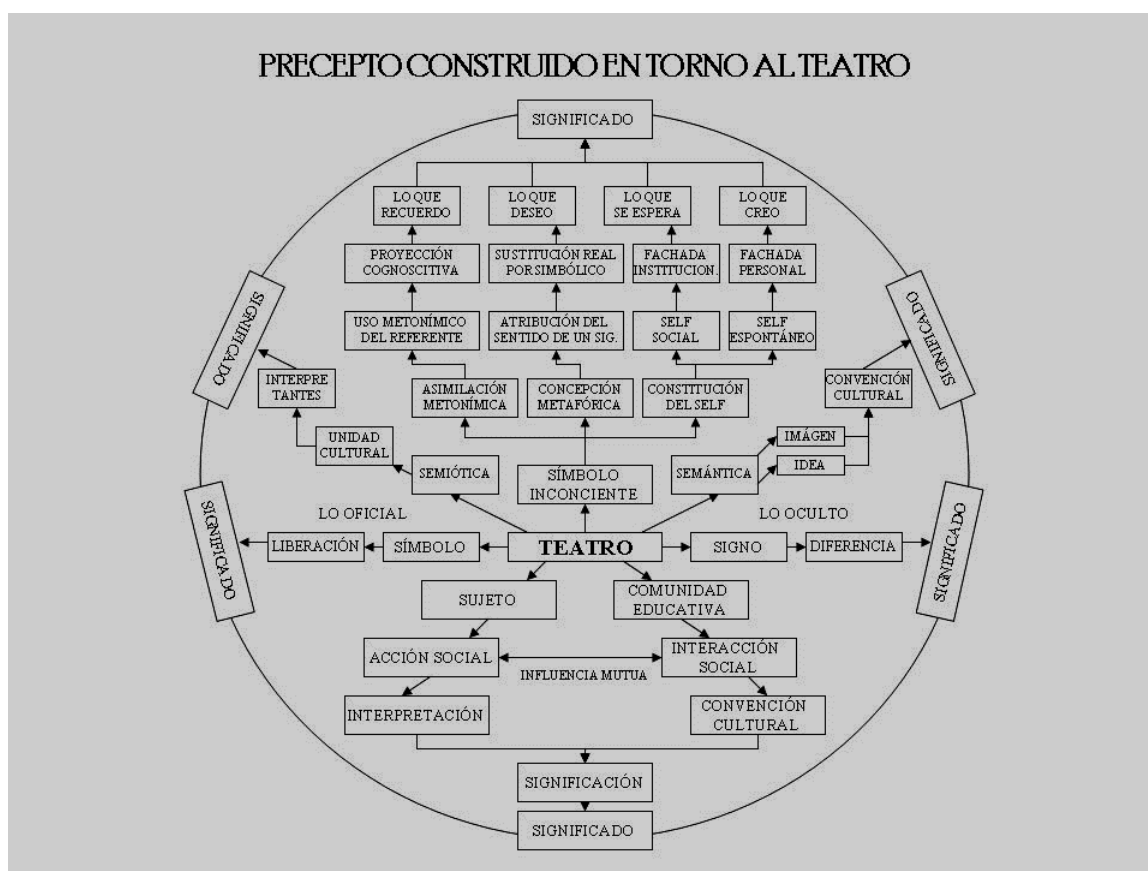 PRECEPTO CONSTRUIDO EN TORNO AL TEATRO
SIGNIFICADO
LO QUE
RECUERDO
LO QUE
DESEO
LO QUE
SE ESPERA
LO QUE
CREO
PROYECCIÓN
COGNOSCITIVA
SUSTITUCIÓN REAL
POR SIMBÓLICO
FACHADA
INSTITUCION.
FACHADA
PERSONAL
SIGNIFICADO
SIGNIFICADO
USO METONÍMICO
DEL REFERENTE
ATRIBUCIÓN DEL
SENTIDO DE UN SIG.
SELF
SOCIAL
SELF
ESPONTÁNEO
INTERPRE
TANTES
ASIMILACIÓN
METONÍMICA
CONCEPCIÓN
METAFÓRICA
CONSTITUCIÓN
DEL SELF
CONVENCIÓN
CULTURAL
UNIDAD
CULTURAL
SEMIÓTICA
SÍMBOLO
INCONCIENTE
SEMÁNTICA
IMÁGEN
IDEA
LO OFICIAL
LO OCULTO
SIGNIFICADO
LIBERACIÓN
SÍMBOLO
TEATRO
SIGNO
DIFERENCIA
SIGNIFICADO
SUJETO
COMUNIDAD
EDUCATIVA
ACCIÓN SOCIAL
INFLUENCIA MUTUA
INTERACCIÓN
SOCIAL
INTERPRETACIÓN
CONVENCIÓN
CULTURAL
SIGNIFICACIÓN
SIGNIFICADO